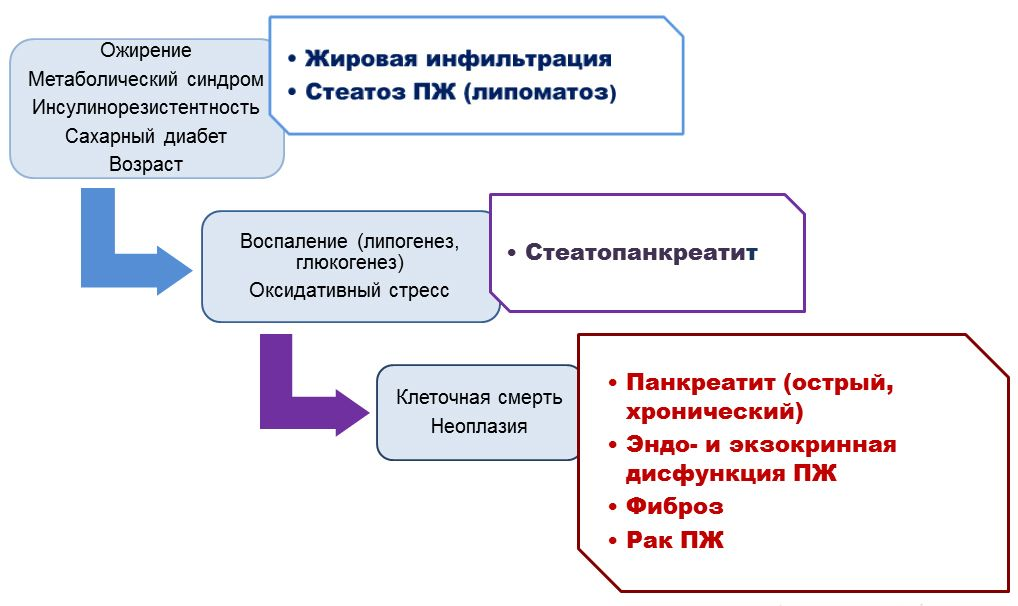 Ожирение
Метаболический синдром
Инсулинорезистентность
Сахарный диабет
Возраст
• Жировая инфильтрация
• Стеатоз ПЖ (липоматоз)
Воспаление (липогенез,
глюкогенез)
Оксидативный стресс
• Стеатопанкреатит
Клеточная смерть
Неоплазия
• Панкреатит (острый,
хронический)
• Эндо- и экзокринная
дисфункция ПЖ
• Фиброз
• Рак ПЖ